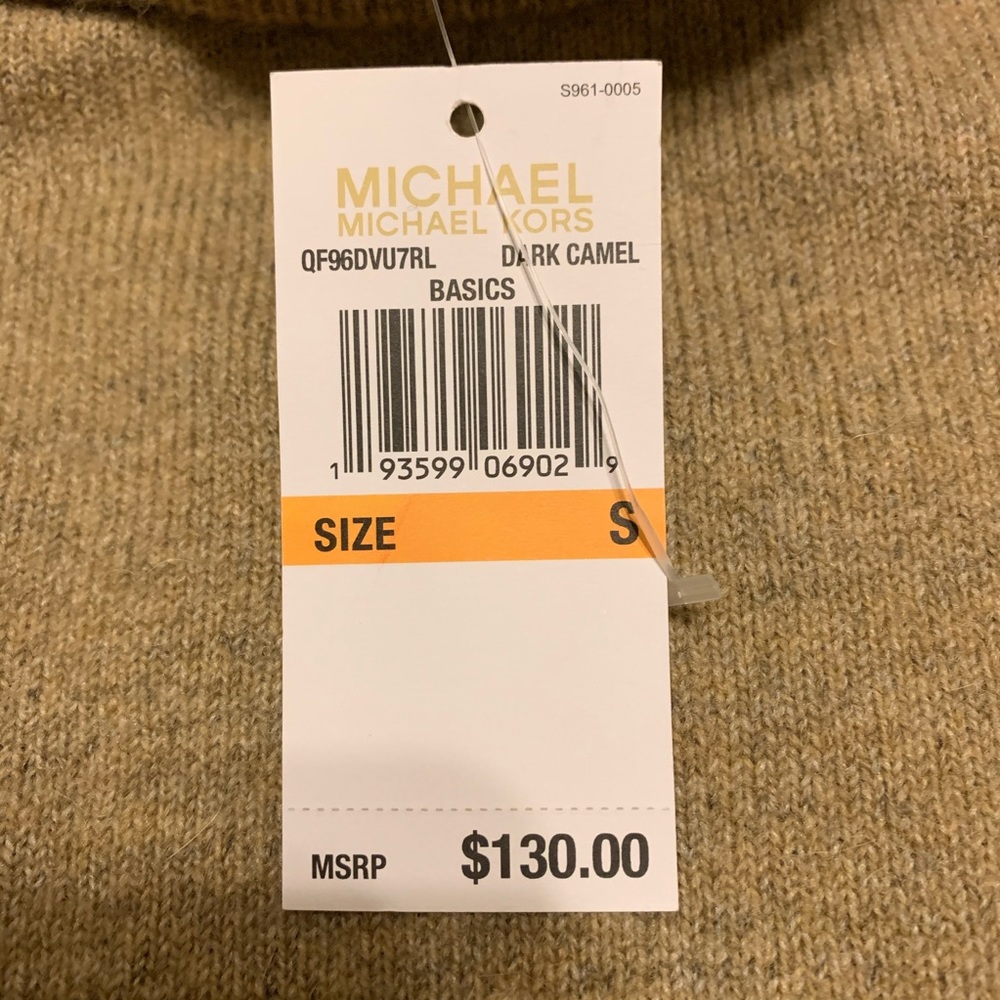 S961-0005
MICHAEL
MICHAEL KORS
QF96DVU7RL DARK CAMEL
BASICS
1 93599 06902 9
SIZE S
MSRP $130.00